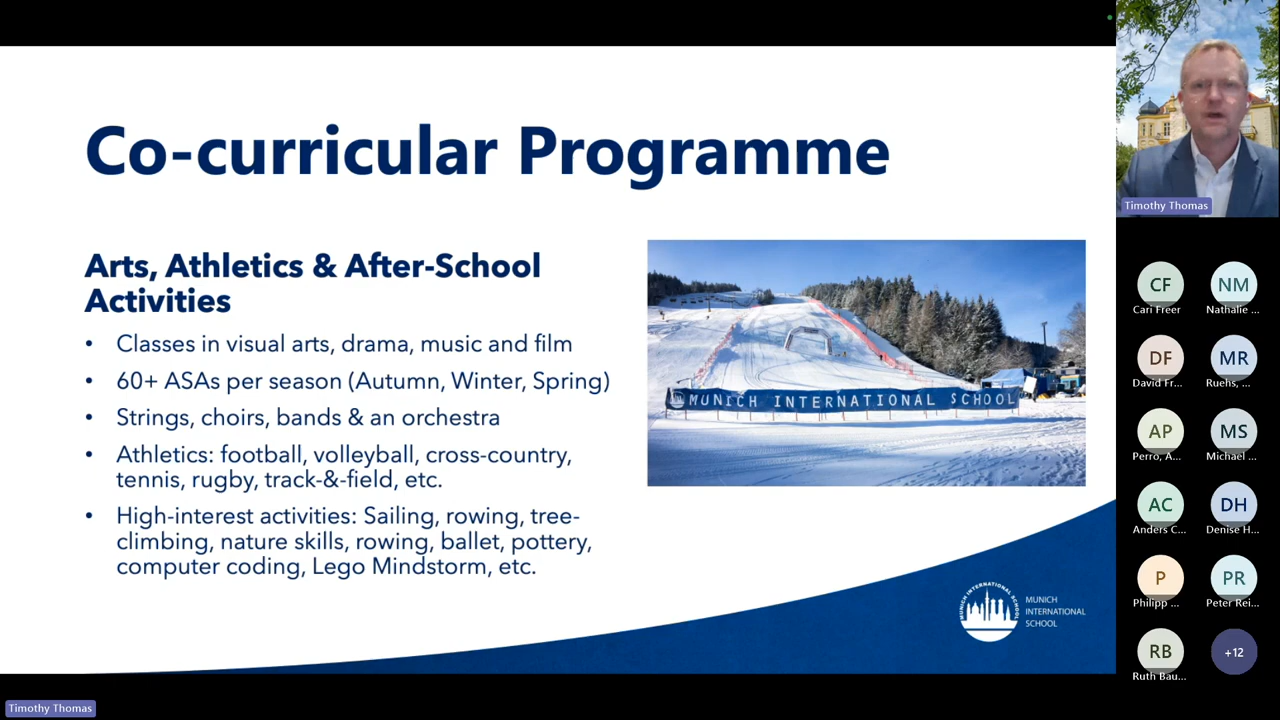 Co-curricular Programme
Arts, Athletics & After-School
Activities
• Classes in visual arts, drama, music and film
• 60+ ASAs per season (Autumn, Winter, Spring)
• Strings, choirs, bands & an orchestra
• Athletics: football, volleyball, cross-country,
tennis, rugby, track-&-field, etc.
• High-interest activities: Sailing, rowing, tree-
climbing, nature skills, rowing, ballet, pottery,
computer coding, Lego Mindstorm, etc.
MUNICH INTERNATIONAL SCHOOL
MUNICH INTERNATIONAL SCHOOL
MUNICH
INTERNATIONAL
SCHOOL
Timothy Thomas
CF
Cari Freer
NM
Nathalie ...
DF
David Fr...
MR
Ruehs, ...
AP
Perro, A...
MS
Michael ...
AC
Anders C...
DH
Denise H...
P
Philipp ...
PR
Peter Rei...
RB
Ruth Bau...
+12
Timothy Thomas